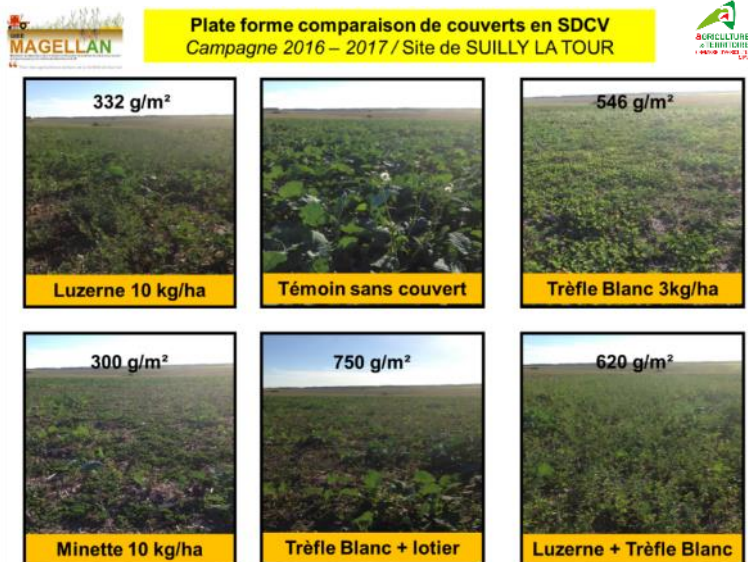 Plate forme comparaison de couverts en SDCV
Campagne 2016 – 2017 / Site de SUILLY LA TOUR
MAGELLAN
AGRICULTURES
& TERRITOIRES
332 g/m²
546 g/m²
Luzerne 10 kg/ha
Témoin sans couvert
Trèfle Blanc 3kg/ha
300 g/m²
750 g/m²
620 g/m²
Minette 10 kg/ha
Trèfle Blanc + lotier
Luzerne + Trèfle Blanc